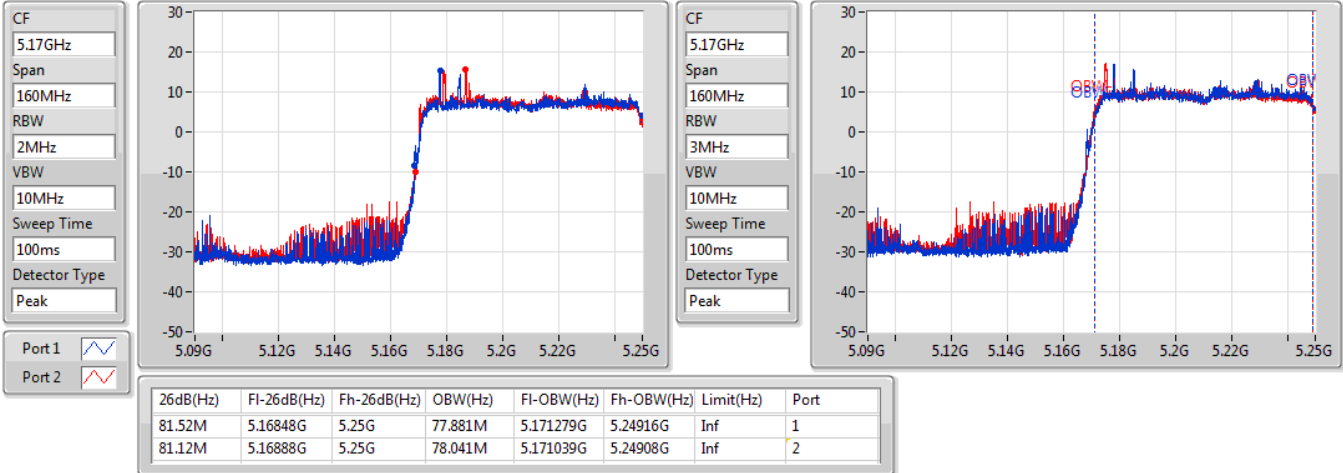 CF
5.17GHz
Span
160MHz
RBW
2MHz
VBW
10MHz
Sweep Time
100ms
Detector Type
Peak
30
20
10
0
-10
-20
-30
-40
-50
5.09G 5.12G 5.14G 5.16G 5.18G 5.2G 5.22G 5.25G
CF
5.17GHz
Span
160MHz
RBW
3MHz
VBW
10MHz
Sweep Time
100ms
Detector Type
Peak
30
20
10
0
-10
-20
-30
-40
-50
OBW
OBW
OBW
5.09G 5.12G 5.14G 5.16G 5.18G 5.2G 5.22G 5.25G
Port 1
Port 2
26dB(Hz) Fl-26dB(Hz) Fh-26dB(Hz) OBW(Hz) Fl-OBW(Hz) Fh-OBW(Hz) Limit(Hz) Port
81.52M 5.16848G 5.25G 77.881M 5.171279G 5.24916G Inf 1
81.12M 5.16888G 5.25G 78.041M 5.171039G 5.24908G Inf 2